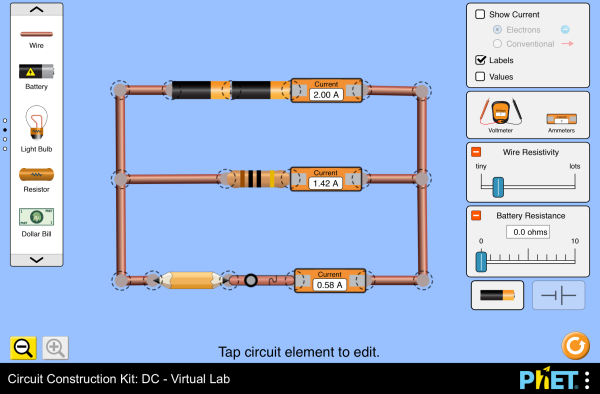 Wire
Battery
Light Bulb
Resistor
Dollar Bill
Current
2.00 A
Current
1.42 A
Current
0.58 A
Show Current
Electrons
Conventional
Labels
Values
Voltmeter
Ammeters
Wire Resistivity
tiny
lots
Battery Resistance
0.0 ohms
0
10
Tap circuit element to edit.
Circuit Construction Kit: DC - Virtual Lab
PhET